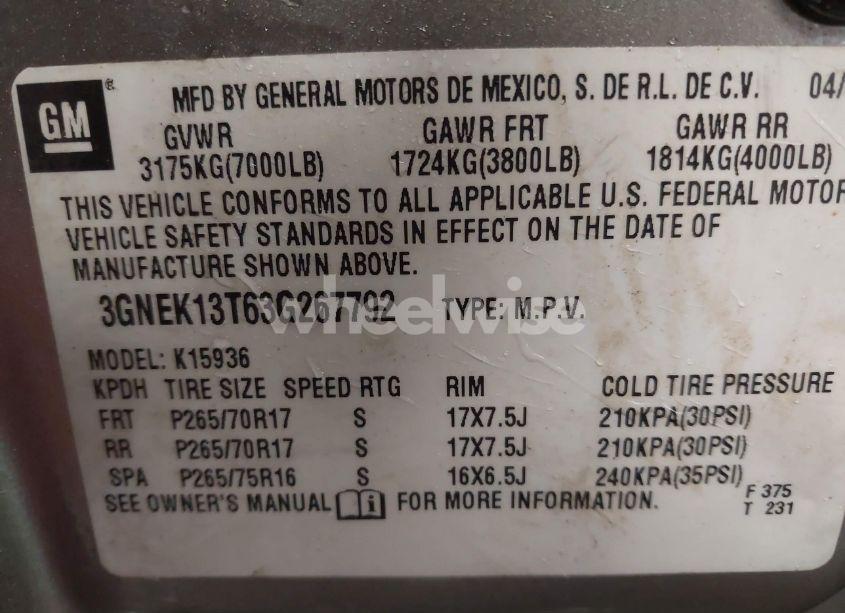 GM ®
MFD BY GENERAL MOTORS DE MEXICO, S. DE R.L. DE C.V. 04/
GVWR GAWR FRT GAWR RR
3175KG(7000LB) 1724KG(3800LB) 1814KG(4000LB)
THIS VEHICLE CONFORMS TO ALL APPLICABLE U.S. FEDERAL MOTOR
VEHICLE SAFETY STANDARDS IN EFFECT ON THE DATE OF
MANUFACTURE SHOWN ABOVE.
3GNEK13T63G267792 TYPE: M.P.V.
wheelwise
MODEL: K15936
KPDH TIRE SIZE SPEED RTG RIM COLD TIRE PRESSURE
FRT P265/70R17 S 17X7.5J 210KPA(30PSI)
RR P265/70R17 S 17X7.5J 210KPA(30PSI)
SPA P265/75R16 S 16X6.5J 240KPA(35PSI)
SEE OWNER'S MANUAL i FOR MORE INFORMATION.
F 375
T 231